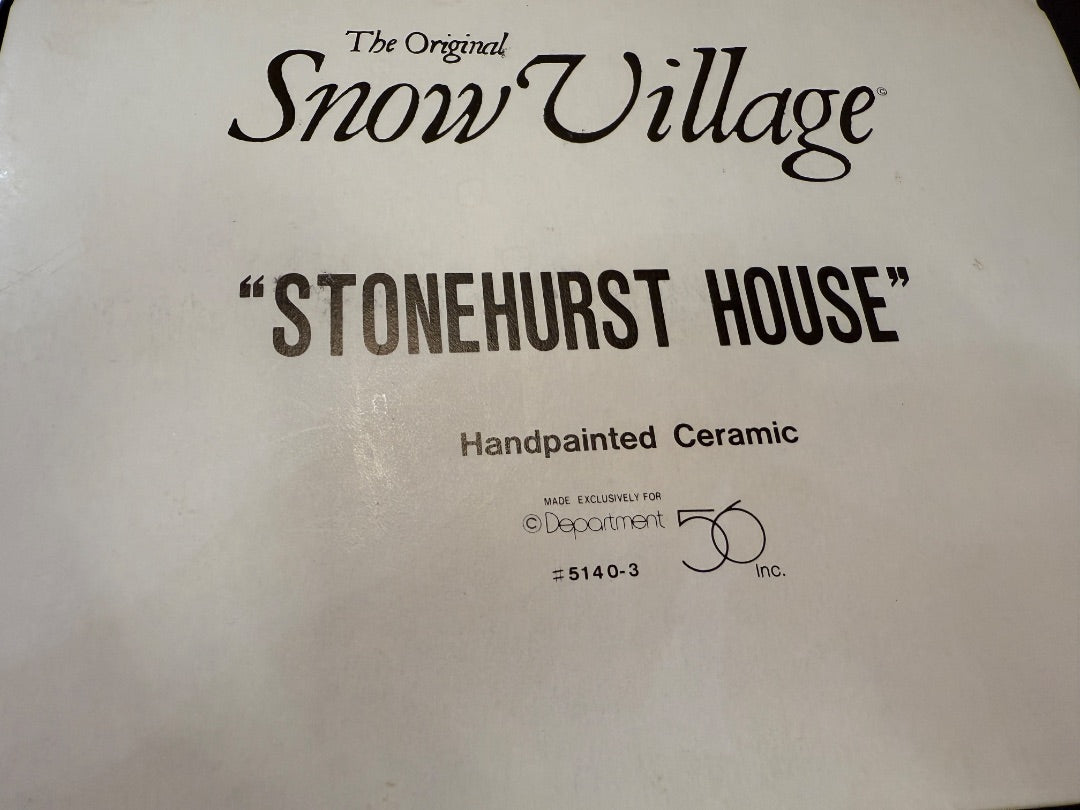 The Original
Snow Village©
“STONEHURST HOUSE”
Handpainted Ceramic
MADE EXCLUSIVELY FOR
©Department 56 Inc.
#5140-3